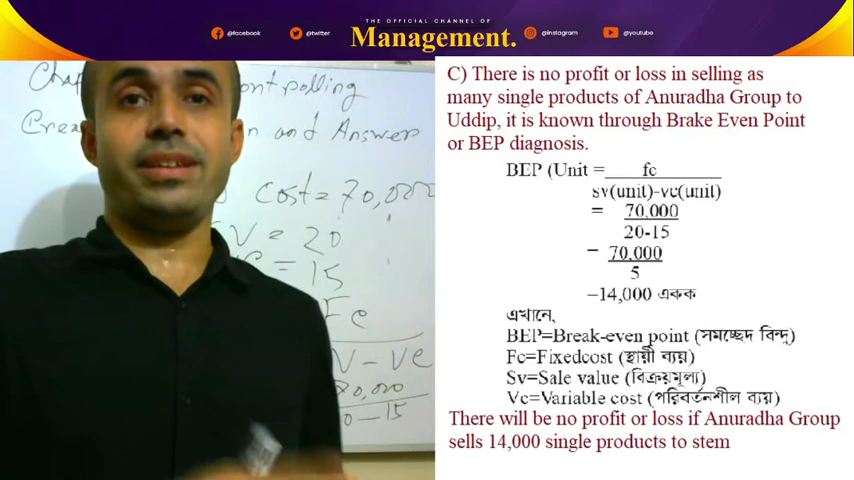 THE OFFICIAL CHANNEL OF
@facebook
@twitter
Management.
@instagram
@youtube
ontrolling
Crea n and Answer
cost = 70,000
V = 20
= 15
Fc
V - Vc
70,000
0 - 15
C) There is no profit or loss in selling as
many single products of Anuradha Group to
Uddip, it is known through Brake Even Point
or BEP diagnosis.
BEP (Unit = fc
sv(unit)-vc(unit)
= 70,000
20-15
= 70,000
5
=14,000 একক
এখানে,
BEP=Break-even point (সমচ্ছেদ বিন্দু)
Fc=Fixedcost (স্থায়ী ব্যয়)
Sv=Sale value (বিক্রয়মূল্য)
Vc=Variable cost (পরিবর্তনশীল ব্যয়)
There will be no profit or loss if Anuradha Group
sells 14,000 single products to stem